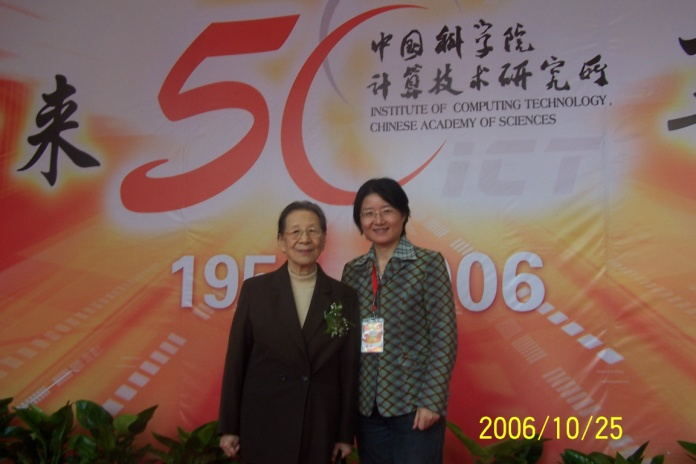 来
50
中国科学院
计算技术研究所
INSTITUTE OF COMPUTING TECHNOLOGY,
CHINESE ACADEMY OF SCIENCES
ICT
195
2006
2006/10/25